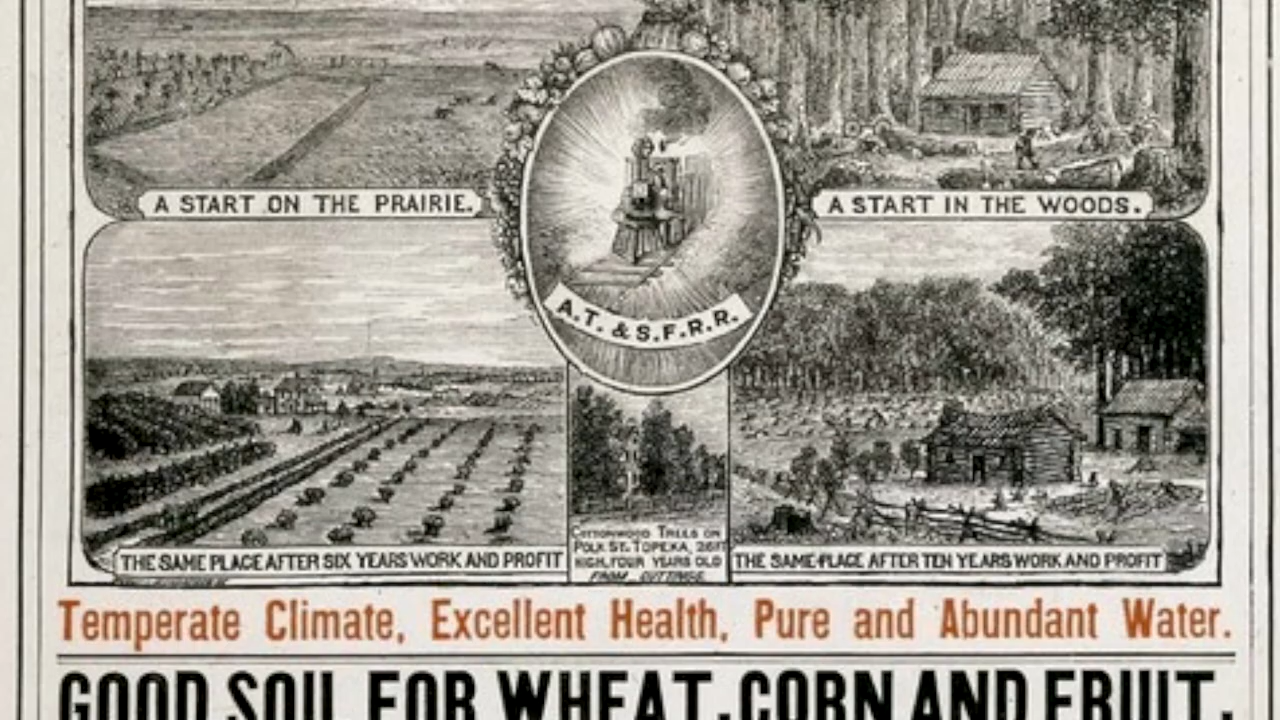 A START ON THE PRAIRIE.
A START IN THE WOODS.
A.T. & S.F.R.R.
THE SAME PLACE AFTER SIX YEARS WORK AND PROFIT
COTTONWOOD TREES ON
POLK ST. TOPEKA, 26FT
HIGH, FOUR YEARS OLD
FROM CUTTINGS.
THE SAME PLACE AFTER TEN YEARS WORK AND PROFIT
Temperate Climate, Excellent Health, Pure and Abundant Water.
GOOD SOIL FOR WHEAT, CORN AND FRUIT.